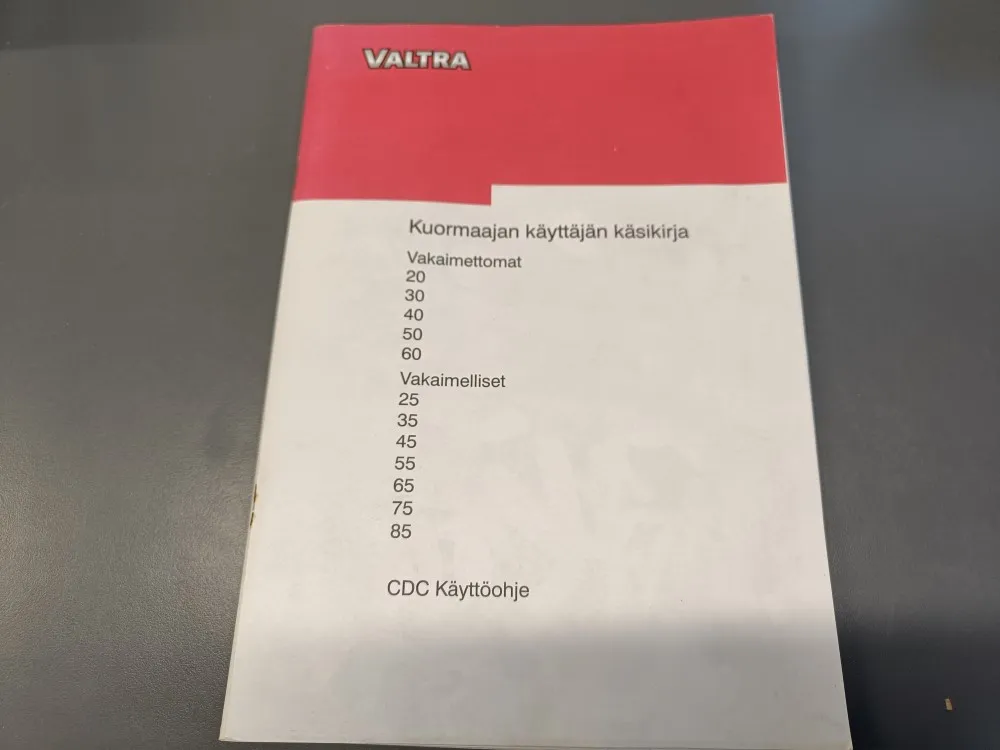 VALTRA
Kuormaajan käyttäjän käsikirja
Vakaimettomat
20
30
40
50
60
Vakaimelliset
25
35
45
55
65
75
85
CDC Käyttöohje